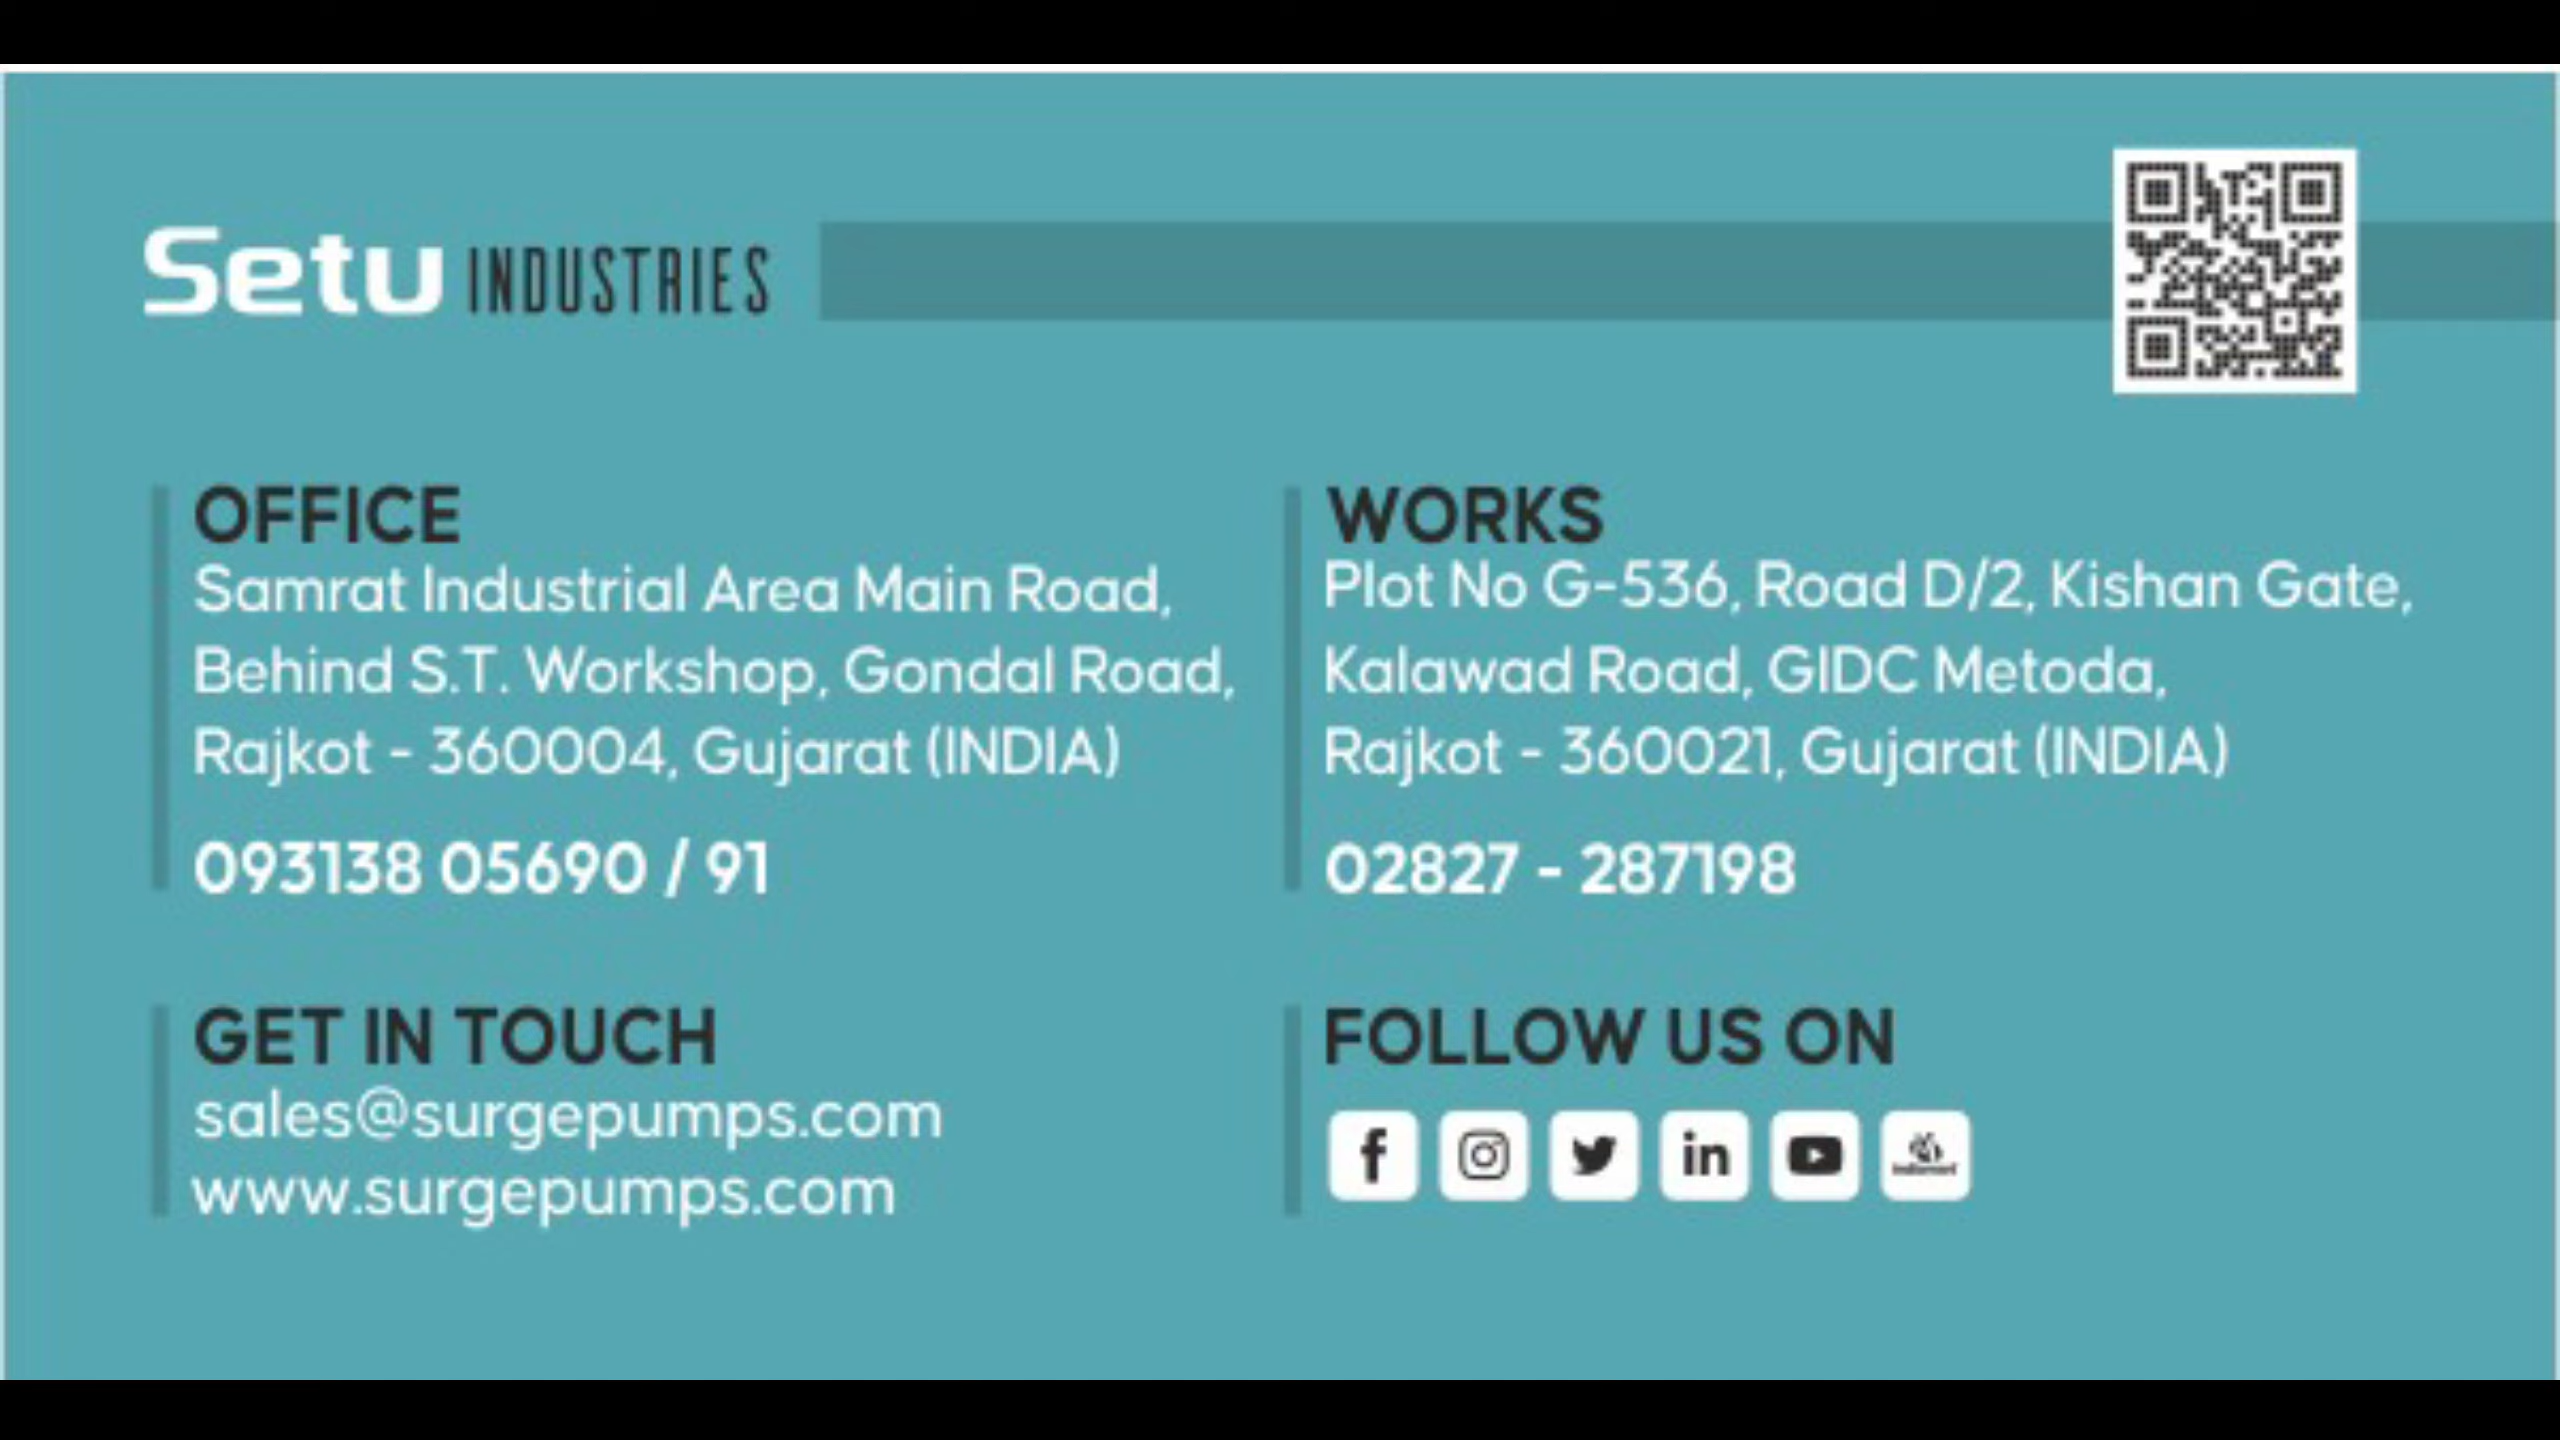 Setu INDUSTRIES
OFFICE
Samrat Industrial Area Main Road,
Behind S.T. Workshop, Gondal Road,
Rajkot - 360004, Gujarat (INDIA)
093138 05690 / 91
WORKS
Plot No G-536, Road D/2, Kishan Gate,
Kalawad Road, GIDC Metoda,
Rajkot - 360021, Gujarat (INDIA)
02827 - 287198
GET IN TOUCH
sales@surgepumps.com
www.surgepumps.com
FOLLOW US ON